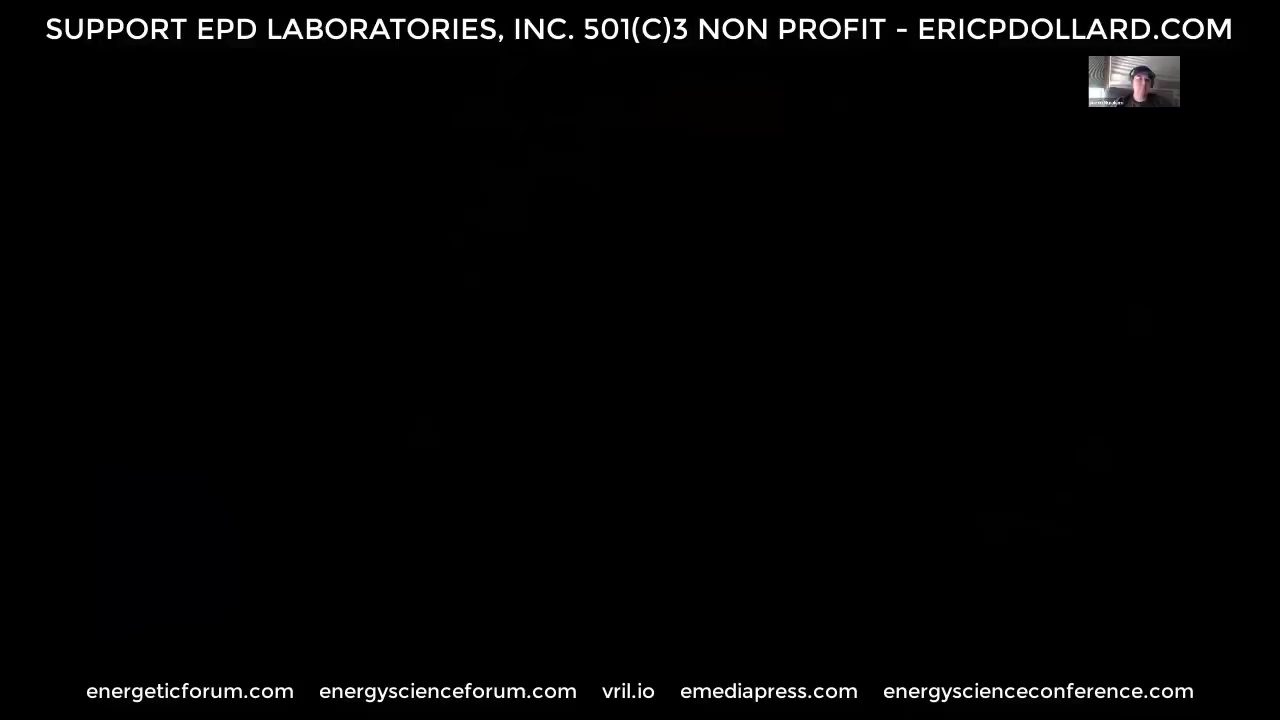 SUPPORT EPD LABORATORIES, INC. 501(C)3 NON PROFIT - ERICPDOLLARD.COM
energeticforum.com energyscienceforum.com vril.io emediapress.com energyscienceconference.com